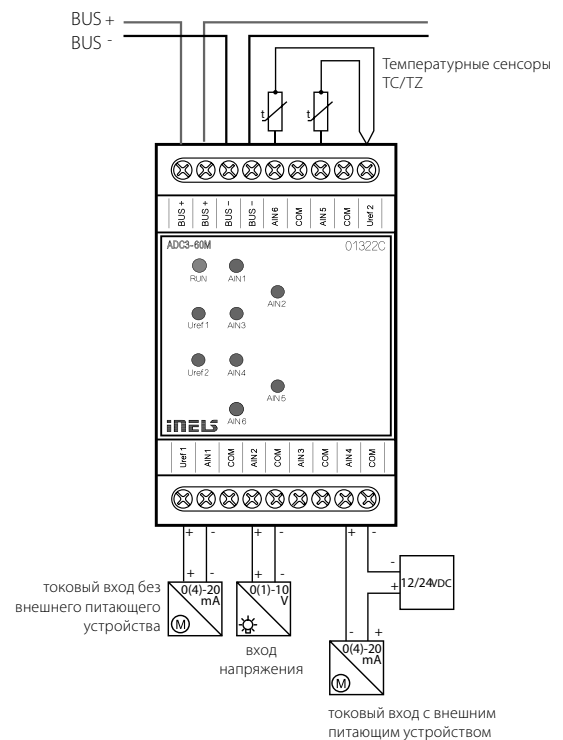 BUS +
BUS -
Температурные сенсоры
TC/TZ
t
t
BUS +
BUS +
BUS –
BUS –
AIN6
COM
AIN5
COM
Uref 2
ADC3-60M
01322C
RUN
AIN1
AIN2
Uref 1
AIN3
Uref 2
AIN4
AIN5
AIN6
iNELS
Uref 1
AIN1
COM
AIN2
COM
AIN3
COM
AIN4
COM
+ -
+ -
+ -
+ -
+ -
-
+
12/24VDC
0(4)-20
mA
M
0(1)-10
V
- +
0(4)-20
mA
M
токовый вход без
внешнего питающего
устройства
вход
напряжения
токовый вход с внешним
питающим устройством